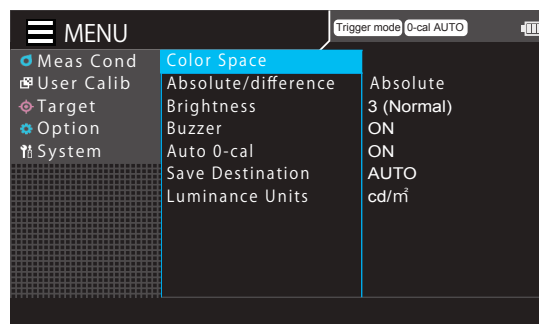 MENU
Trigger mode 0-cal AUTO
Meas Cond
User Calib
Target
Option
System
Color Space
Absolute/difference Absolute
Brightness 3 (Normal)
Buzzer ON
Auto 0-cal ON
Save Destination AUTO
Luminance Units cd/㎡